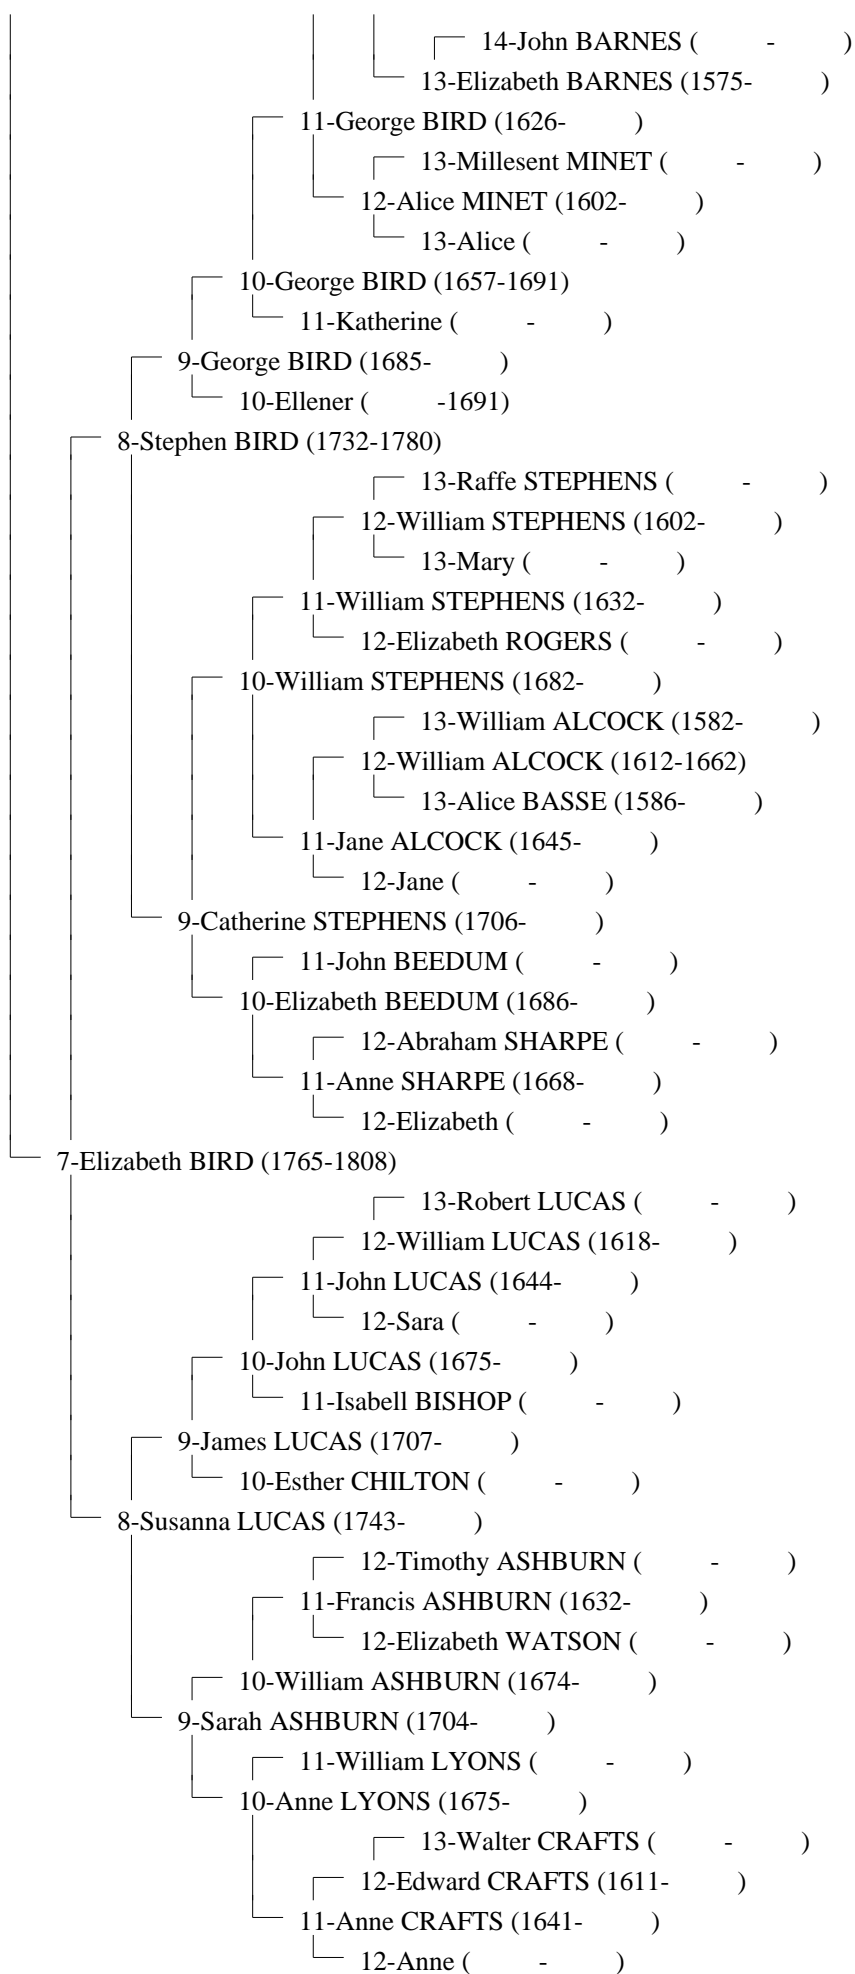 14-John BARNES ( - )
13-Elizabeth BARNES (1575- )
11-George BIRD (1626- )
13-Millesent MINET ( - )
12-Alice MINET (1602- )
13-Alice ( - )
10-George BIRD (1657-1691)
11-Katherine ( - )
9-George BIRD (1685- )
10-Ellener ( -1691)
8-Stephen BIRD (1732-1780)
13-Raffe STEPHENS ( - )
12-William STEPHENS (1602- )
13-Mary ( - )
11-William STEPHENS (1632- )
12-Elizabeth ROGERS ( - )
10-William STEPHENS (1682- )
13-William ALCOCK (1582- )
12-William ALCOCK (1612-1662)
13-Alice BASSE (1586- )
11-Jane ALCOCK (1645- )
12-Jane ( - )
9-Catherine STEPHENS (1706- )
11-John BEEDUM ( - )
10-Elizabeth BEEDUM (1686- )
12-Abraham SHARPE ( - )
11-Anne SHARPE (1668- )
12-Elizabeth ( - )
7-Elizabeth BIRD (1765-1808)
13-Robert LUCAS ( - )
12-William LUCAS (1618- )
11-John LUCAS (1644- )
12-Sara ( - )
10-John LUCAS (1675- )
11-Isabell BISHOP ( - )
9-James LUCAS (1707- )
10-Esther CHILTON ( - )
8-Susanna LUCAS (1743- )
12-Timothy ASHBURN ( - )
11-Francis ASHBURN (1632- )
12-Elizabeth WATSON ( - )
10-William ASHBURN (1674- )
9-Sarah ASHBURN (1704- )
11-William LYONS ( - )
10-Anne LYONS (1675- )
13-Walter CRAFTS ( - )
12-Edward CRAFTS (1611- )
11-Anne CRAFTS (1641- )
12-Anne ( - )